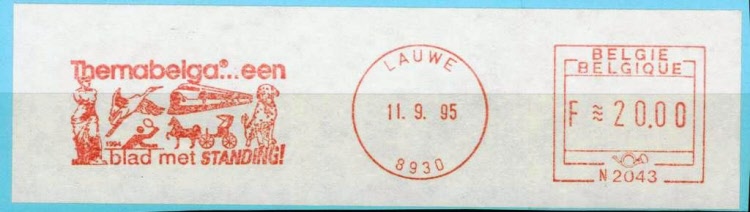 Themabelga®...een
1994
blad met STANDING!
LAUWE
11. 9. 95
8930
BELGIE
BELGIQUE
F ≈ 20.00
N 2043